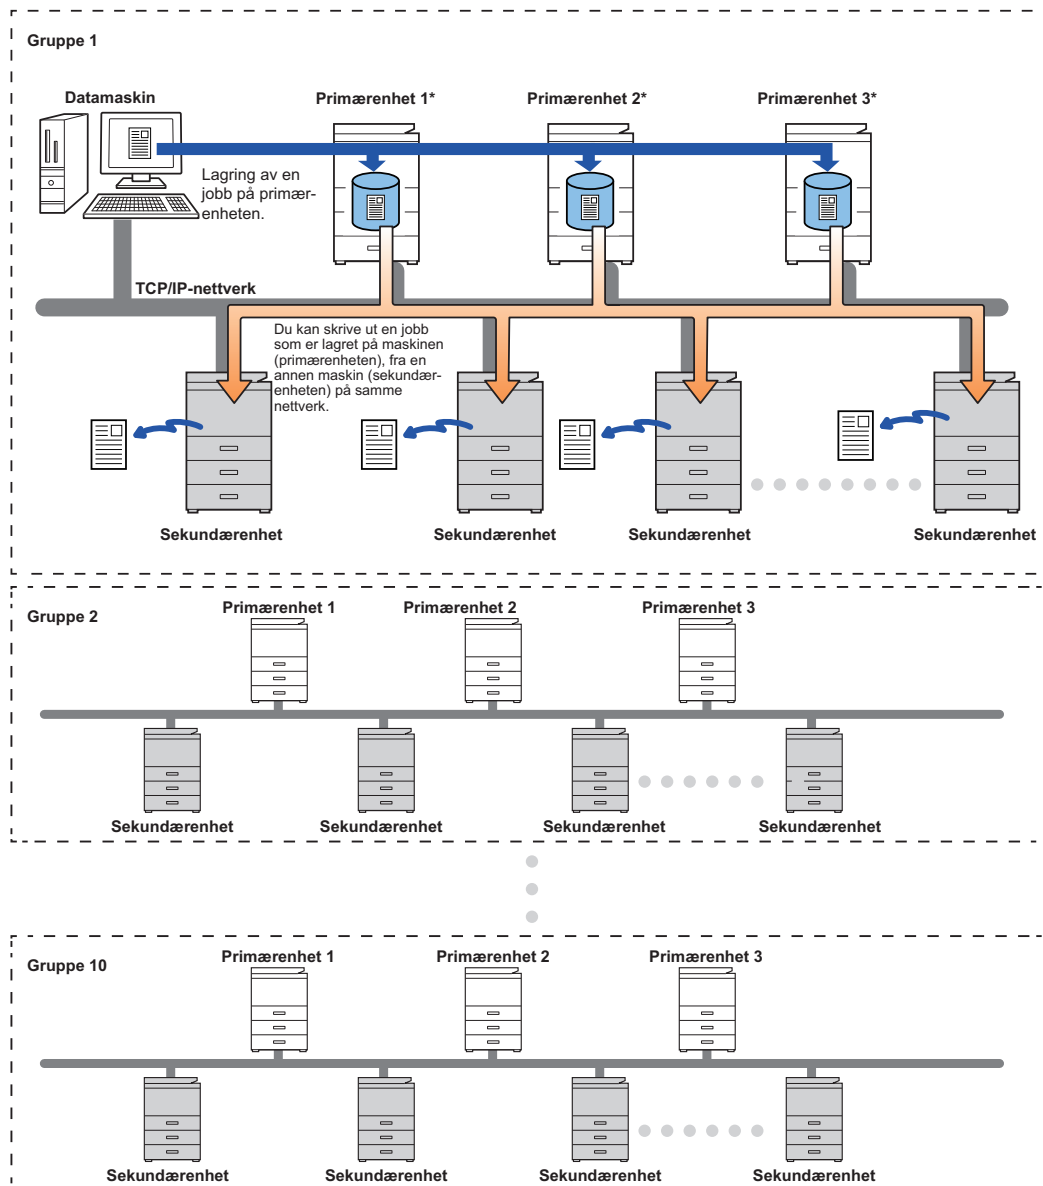 Gruppe 1
Datamaskin
Primærenhet 1*
Primærenhet 2*
Primærenhet 3*
Lagring av en
jobb på primær-
enheten.
TCP/IP-nettverk
Du kan skrive ut en jobb
som er lagret på maskinen
(primærenheten), fra en
annen maskin (sekundær-
enheten) på samme
nettverk.
Sekundærenhet
Sekundærenhet
Sekundærenhet
Sekundærenhet
Gruppe 2
Primærenhet 1
Primærenhet 2
Primærenhet 3
Sekundærenhet
Sekundærenhet
Sekundærenhet
Sekundærenhet
Gruppe 10
Primærenhet 1
Primærenhet 2
Primærenhet 3
Sekundærenhet
Sekundærenhet
Sekundærenhet
Sekundærenhet